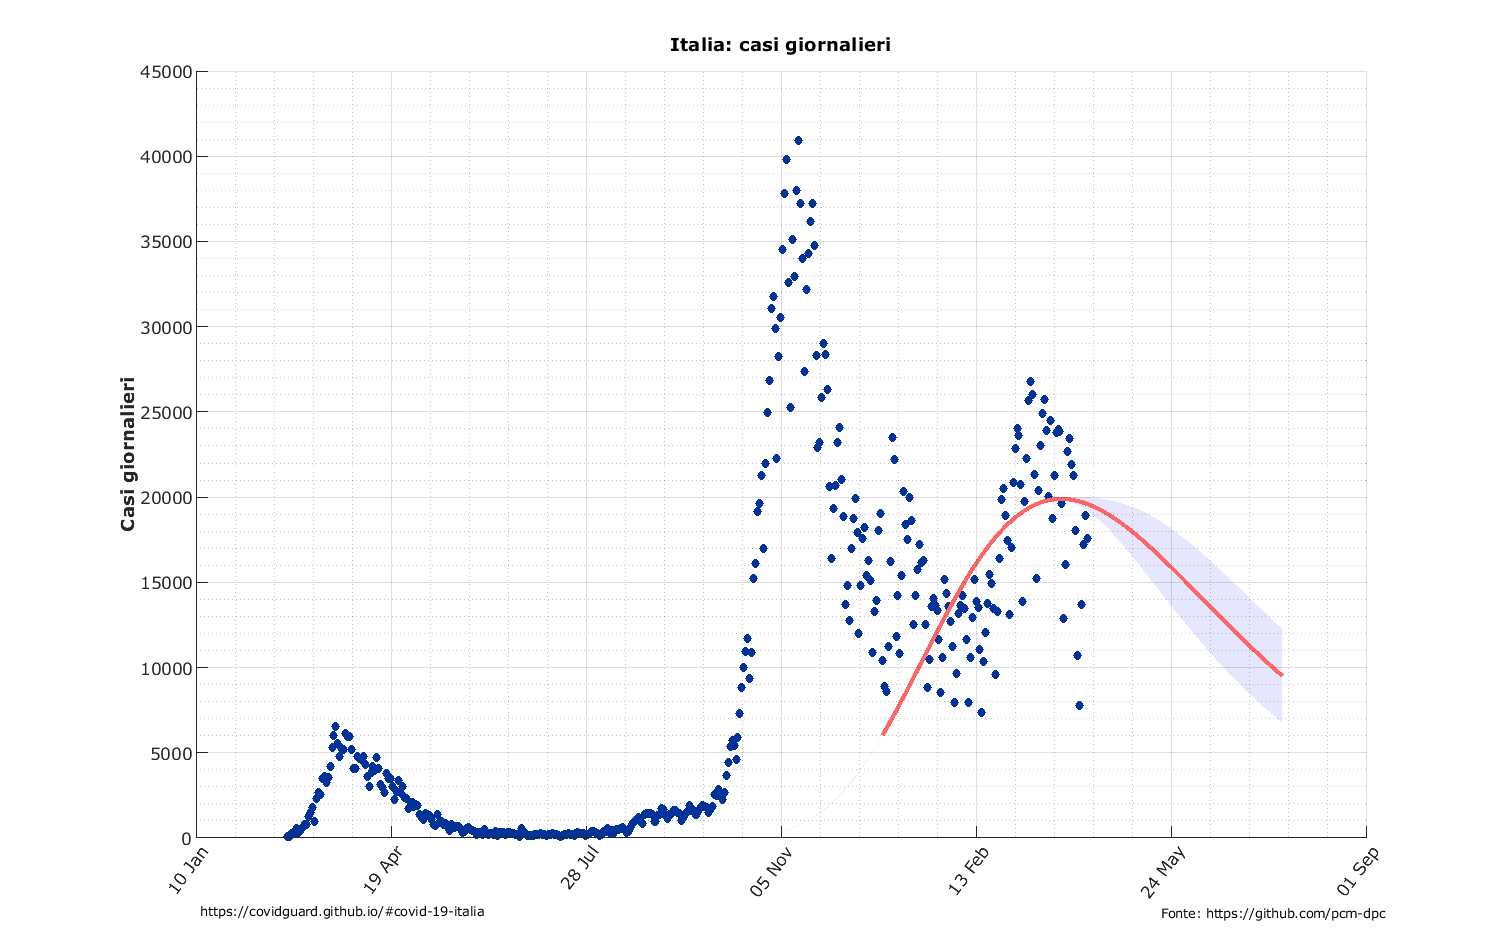 Italia: casi giornalieri
Casi giornalieri
45000
40000
35000
30000
25000
20000
15000
10000
5000
0
10 Jan
19 Apr
28 Jul
05 Nov
13 Feb
24 May
01 Sep
https://covidguard.github.io/#covid-19-italia
Fonte: https://github.com/pcm-dpc